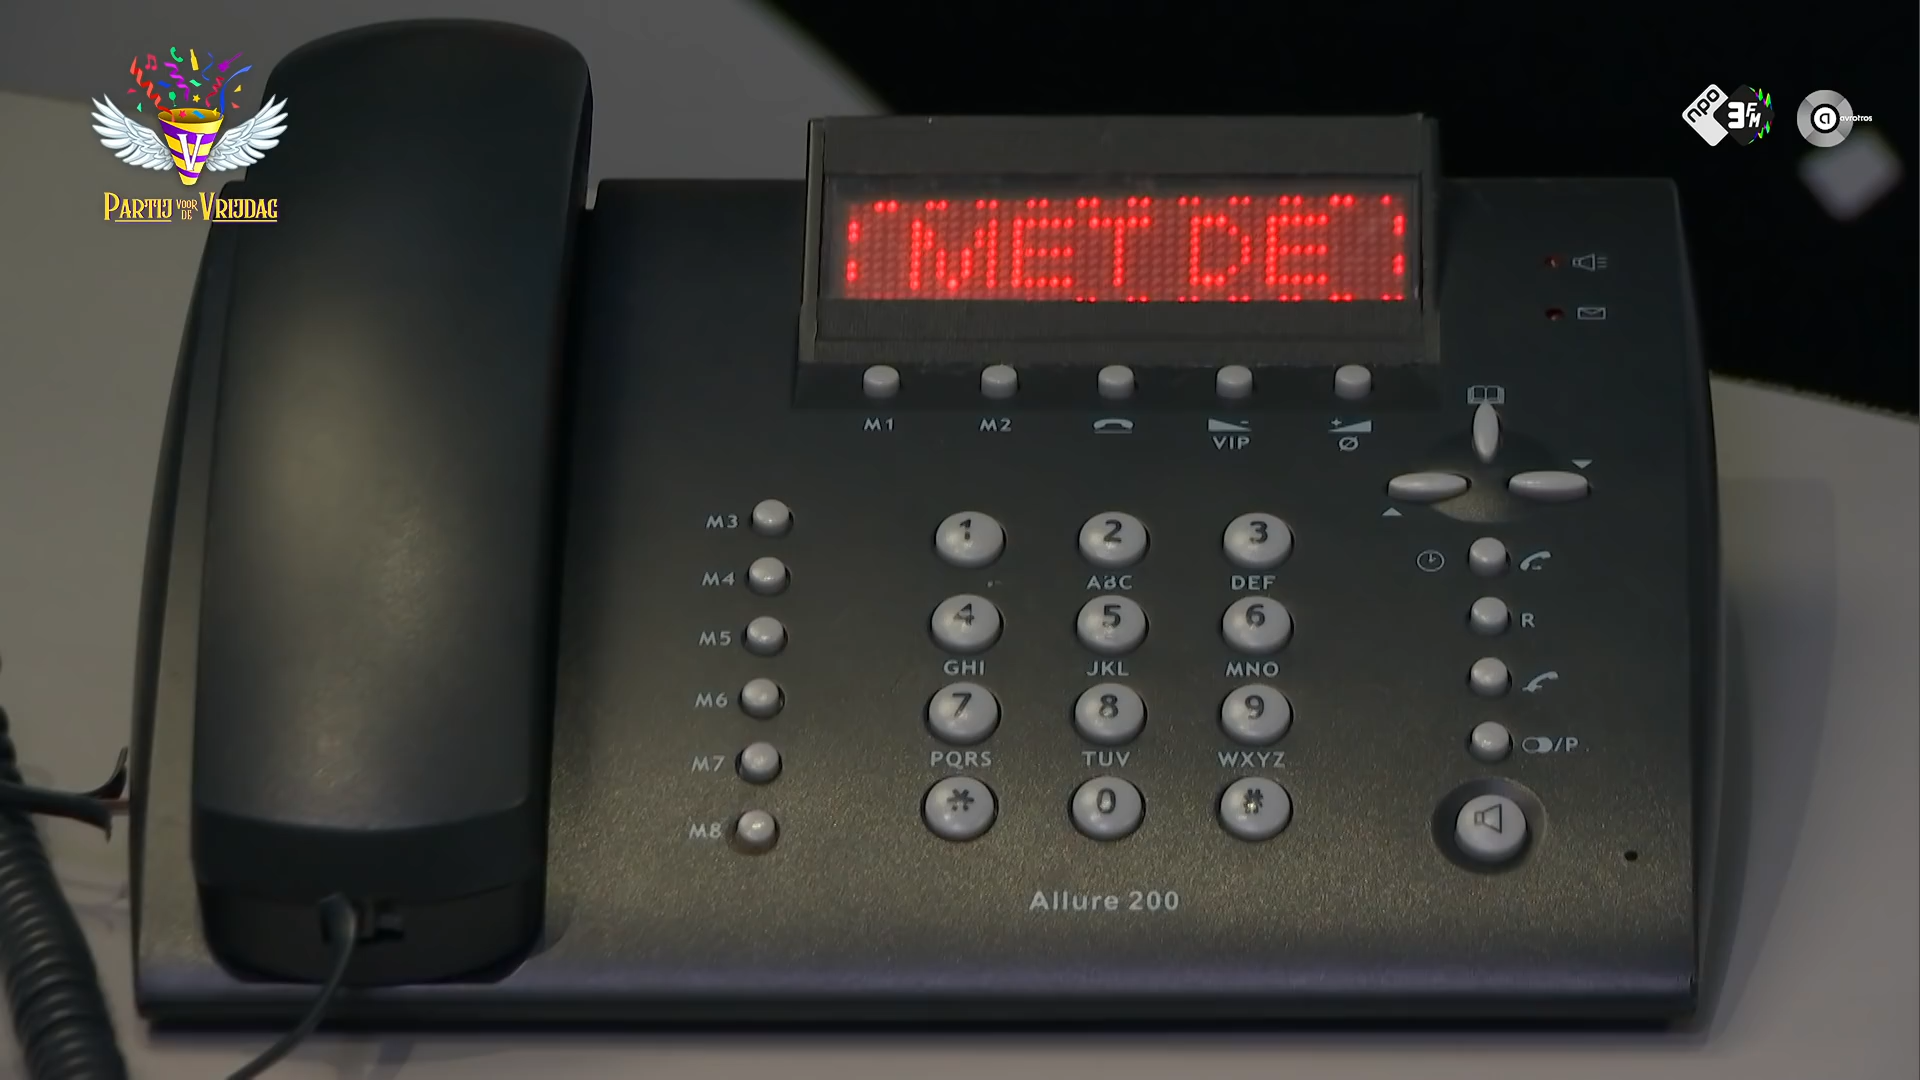 V
PARTIJ VOOR DE VRIJDAG
npo 3FM
a avrotros
MET DE
M1 M2 VIP Ø
M3
M4
M5
M6
M7
M8
1 2 3
ABC DEF
4 5 6
GHI JKL MNO
7 8 9
PQRS TUV WXYZ
* 0 #
R
/P
Allure 200